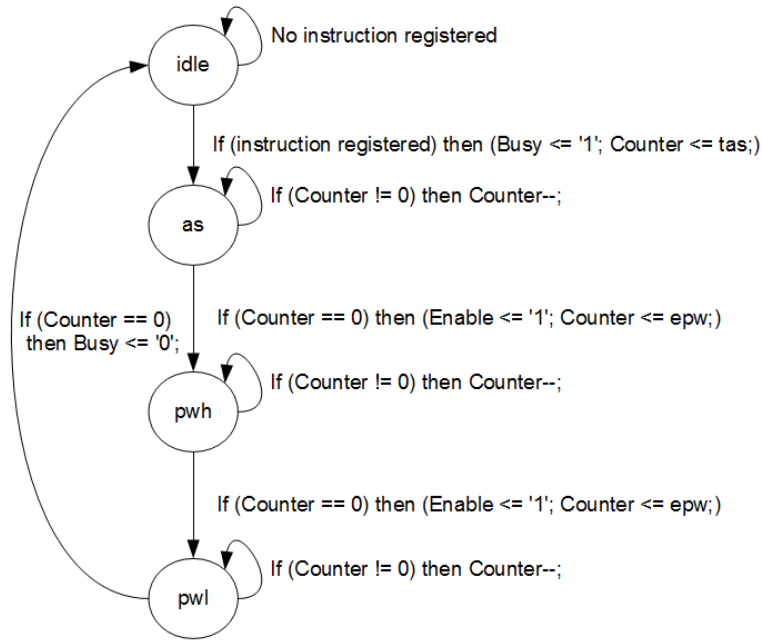 No instruction registered
idle
If (instruction registered) then (Busy <= '1'; Counter <= tas;)
If (Counter != 0) then Counter--;
as
If (Counter == 0)
then Busy <= '0';
If (Counter == 0) then (Enable <= '1'; Counter <= epw;)
If (Counter != 0) then Counter--;
pwh
If (Counter == 0) then (Enable <= '1'; Counter <= epw;)
If (Counter != 0) then Counter--;
pwl